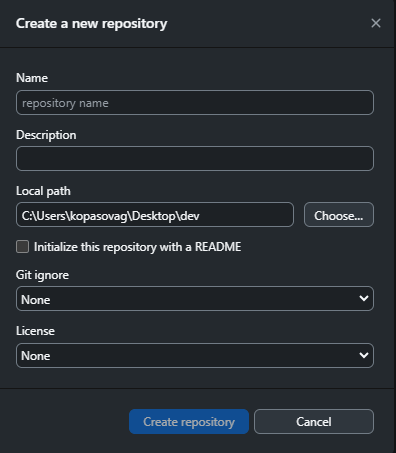 Create a new repository
Name
repository name
Description
Local path
C:\Users\kopasovag\Desktop\dev
Choose...
Initialize this repository with a README
Git ignore
None
License
None
Create repository
Cancel